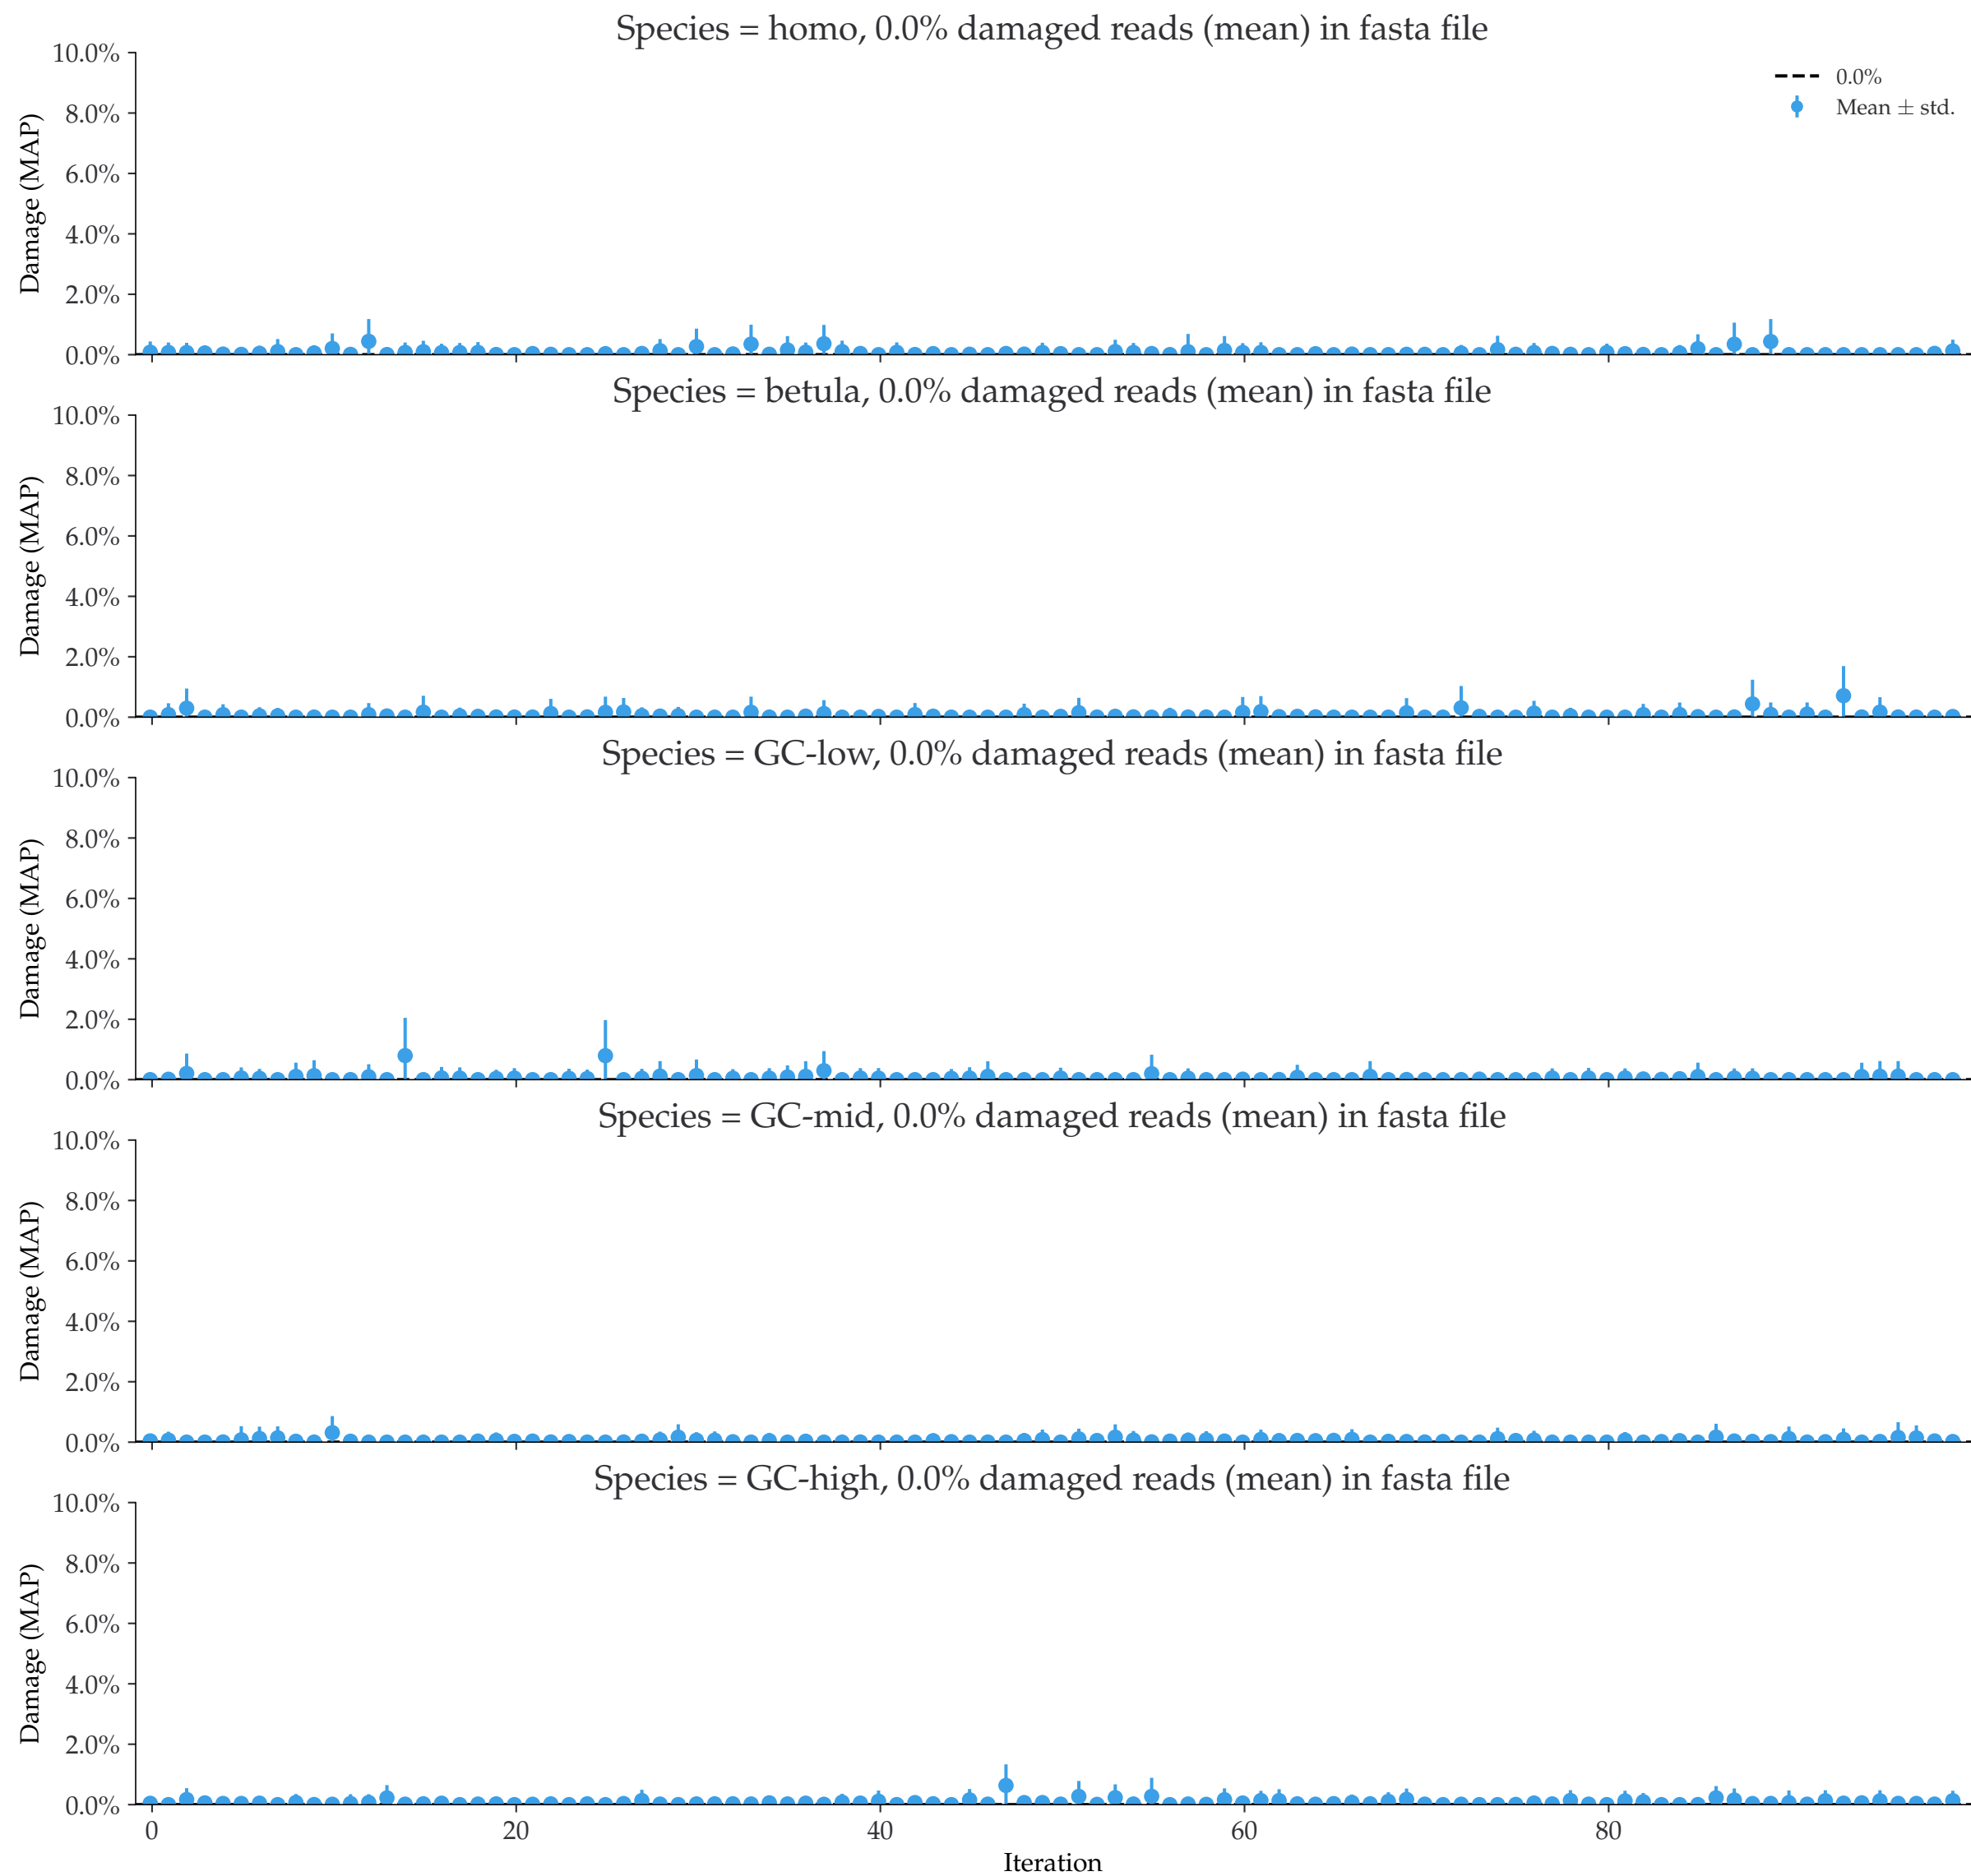 Species = homo, 0.0% damaged reads (mean) in fasta file
10.0%
8.0%
6.0%
4.0%
2.0%
0.0%
Damage (MAP)
0.0%
Mean ± std.
Species = betula, 0.0% damaged reads (mean) in fasta file
10.0%
8.0%
6.0%
4.0%
2.0%
0.0%
Damage (MAP)
Species = GC-low, 0.0% damaged reads (mean) in fasta file
10.0%
8.0%
6.0%
4.0%
2.0%
0.0%
Damage (MAP)
Species = GC-mid, 0.0% damaged reads (mean) in fasta file
10.0%
8.0%
6.0%
4.0%
2.0%
0.0%
Damage (MAP)
Species = GC-high, 0.0% damaged reads (mean) in fasta file
10.0%
8.0%
6.0%
4.0%
2.0%
0.0%
Damage (MAP)
0 20 40 60 80
Iteration